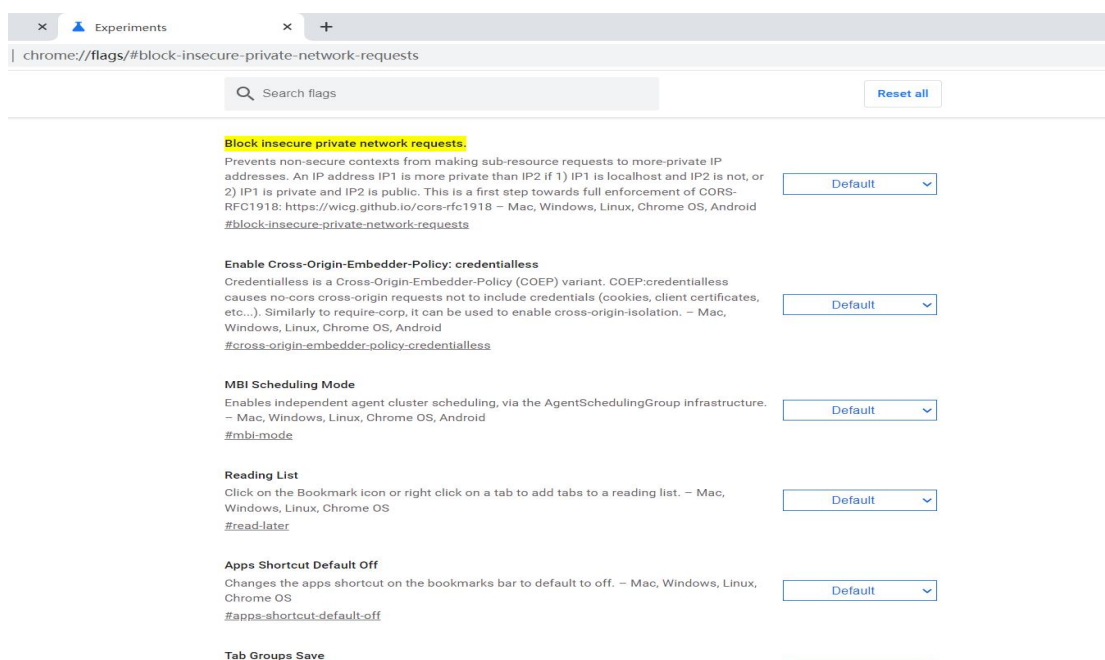 Experiments
chrome://flags/#block-insecure-private-network-requests
Search flags
Reset all
Block insecure private network requests.
Prevents non-secure contexts from making sub-resource requests to more-private IP
addresses. An IP address IP1 is more private than IP2 if 1) IP1 is localhost and IP2 is not, or
2) IP1 is private and IP2 is public. This is a first step towards full enforcement of CORS-
RFC1918: https://wicg.github.io/cors-rfc1918 – Mac, Windows, Linux, Chrome OS, Android
#block-insecure-private-network-requests
Default
Enable Cross-Origin-Embedder-Policy: credentialless
Credentialless is a Cross-Origin-Embedder-Policy (COEP) variant. COEP:credentialless
causes no-cors cross-origin requests not to include credentials (cookies, client certificates,
etc...). Similarly to require-corp, it can be used to enable cross-origin-isolation. – Mac,
Windows, Linux, Chrome OS, Android
#cross-origin-embedder-policy-credentialless
Default
MBI Scheduling Mode
Enables independent agent cluster scheduling, via the AgentSchedulingGroup infrastructure.
– Mac, Windows, Linux, Chrome OS, Android
#mbi-mode
Default
Reading List
Click on the Bookmark icon or right click on a tab to add tabs to a reading list. – Mac,
Windows, Linux, Chrome OS
#read-later
Default
Apps Shortcut Default Off
Changes the apps shortcut on the bookmarks bar to default to off. – Mac, Windows, Linux,
Chrome OS
#apps-shortcut-default-off
Default
Tab Groups Save